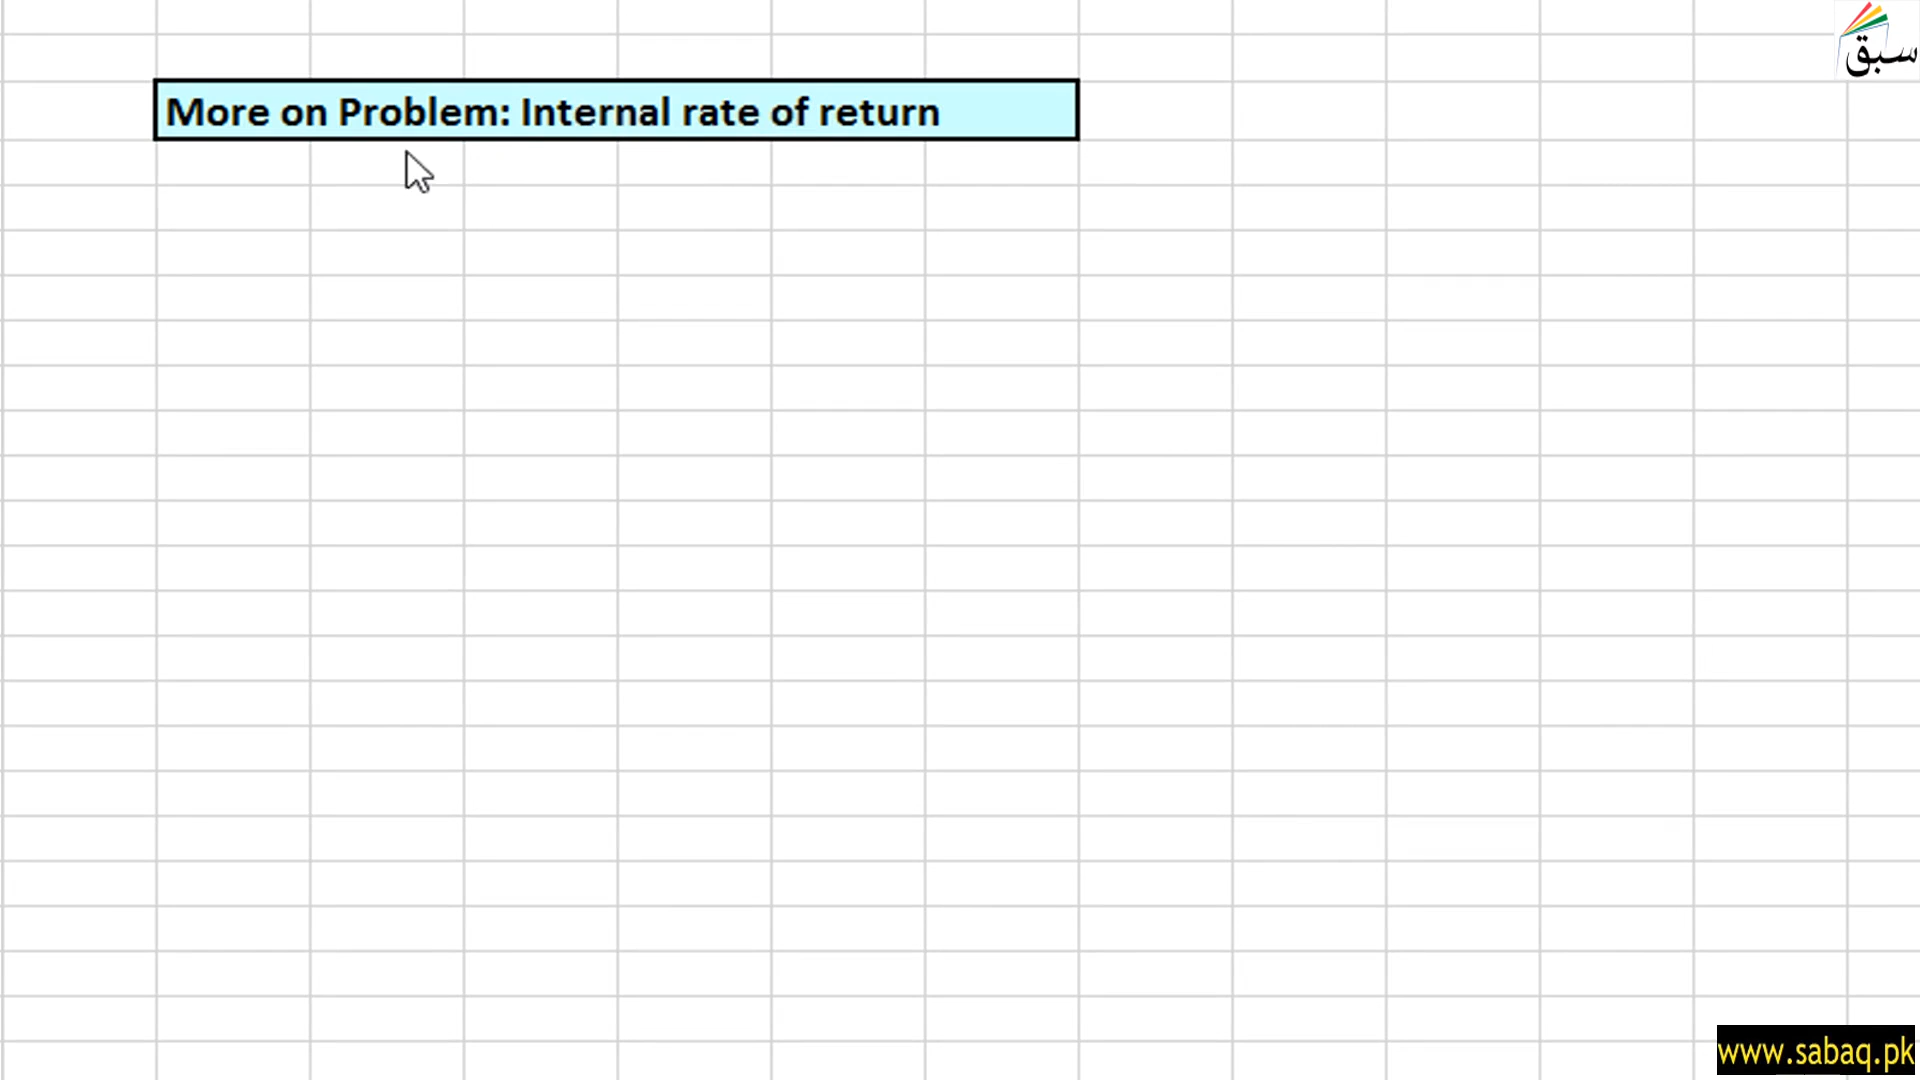 سبق
More on Problem: Internal rate of return
www.sabaq.pk